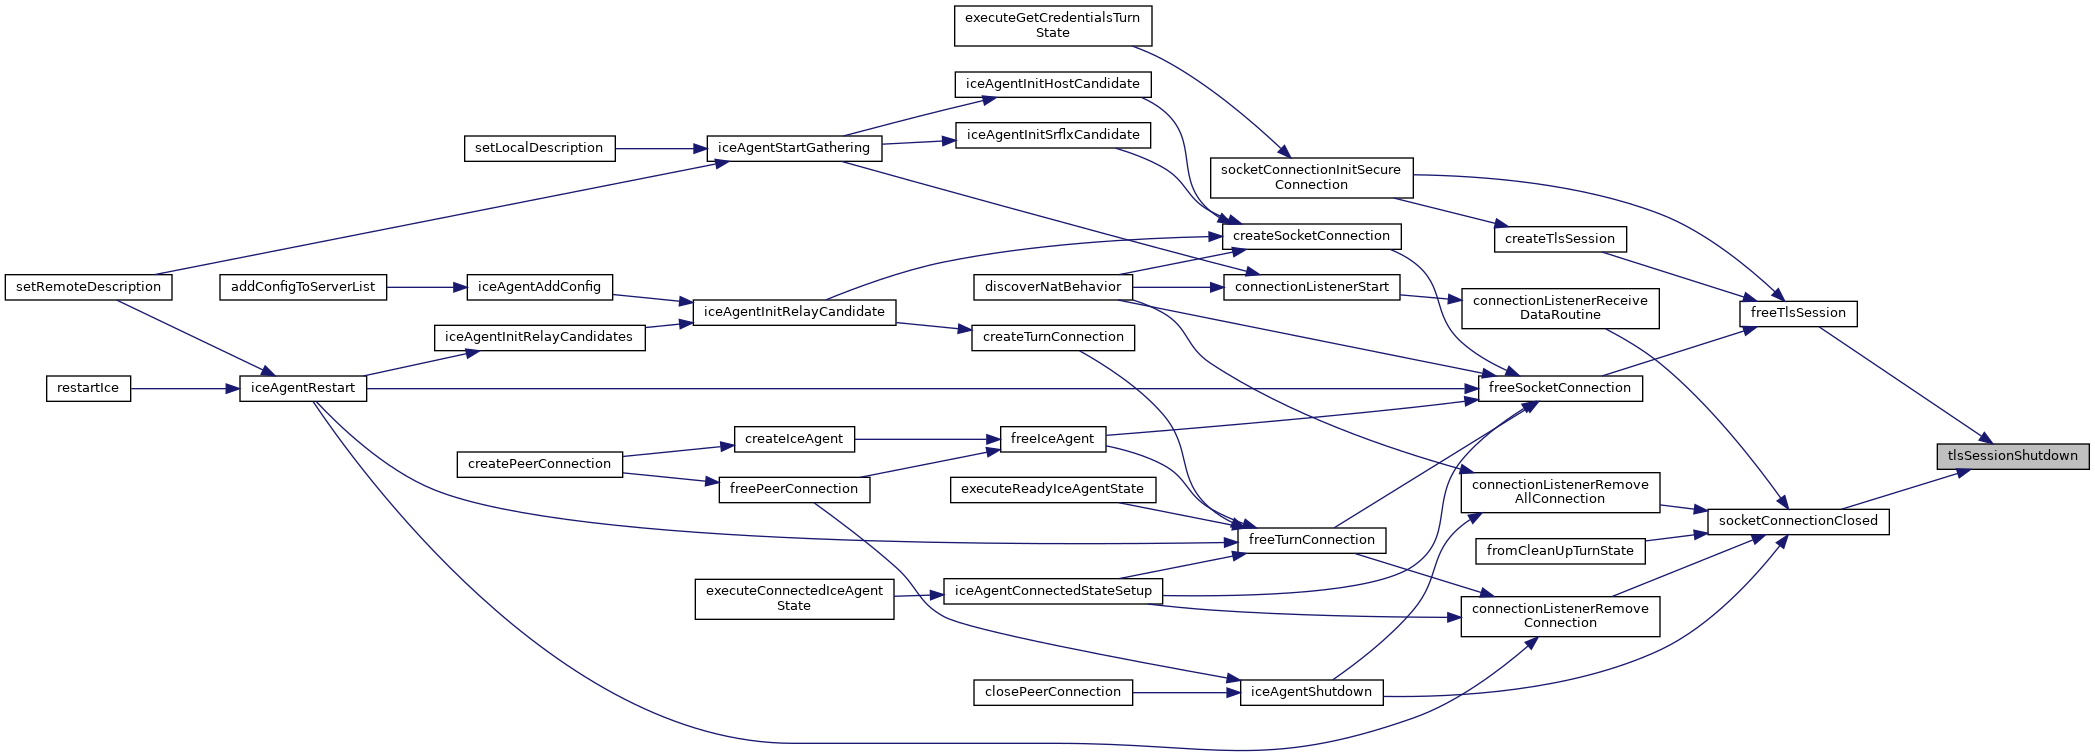 executeGetCredentialsTurn
State
iceAgentInitHostCandidate
iceAgentInitSrflxCandidate
setLocalDescription
iceAgentStartGathering
socketConnectionInitSecure
Connection
createSocketConnection
createTlsSession
setRemoteDescription
addConfigToServerList
iceAgentAddConfig
discoverNatBehavior
connectionListenerStart
connectionListenerReceive
DataRoutine
iceAgentInitRelayCandidate
freeTlsSession
iceAgentInitRelayCandidates
createTurnConnection
restartIce
iceAgentRestart
freeSocketConnection
createIceAgent
freeIceAgent
createPeerConnection
tlsSessionShutdown
freePeerConnection
executeReadyIceAgentState
connectionListenerRemove
AllConnection
socketConnectionClosed
freeTurnConnection
fromCleanUpTurnState
executeConnectedIceAgent
State
iceAgentConnectedStateSetup
connectionListenerRemove
Connection
closePeerConnection
iceAgentShutdown